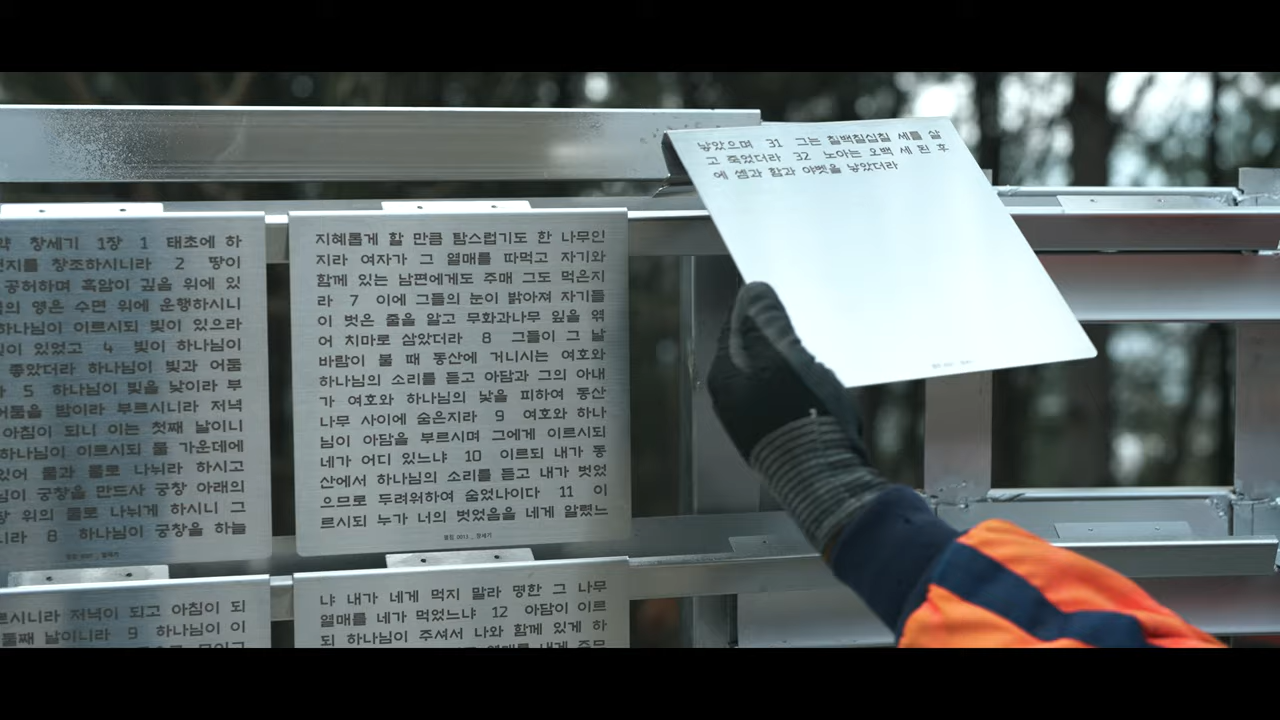 약 창세기 1장 1 태초에 하
천지를 창조하시니라 2 땅이
공허하며 흑암이 깊음 위에 있
의 영은 수면 위에 운행하시니
하나님이 이르시되 빛이 있으라
이 있었고 4 빛이 하나님이
좋았더라 하나님이 빛과 어둠
5 하나님이 빛을 낮이라 부
어둠을 밤이라 부르시니라 저녁
아침이 되니 이는 첫째 날이니
하나님이 이르시되 물 가운데에
있어 물과 물로 나뉘라 하시고
님이 궁창을 만드사 궁창 아래의
위의 물로 나뉘게 하시니 그
라 8 하나님이 궁창을 하늘
르시니라 저녁이 되고 아침이 되
둘째 날이니라 9 하나님이 이
지혜롭게 할 만큼 탐스럽기도 한 나무인
지라 여자가 그 열매를 따먹고 자기와
함께 있는 남편에게도 주매 그도 먹은지
라 7 이에 그들의 눈이 밝아져 자기들
이 벗은 줄을 알고 무화과나무 잎을 엮
어 치마로 삼았더라 8 그들이 그 날
바람이 불 때 동산에 거니시는 여호와
하나님의 소리를 듣고 아담과 그의 아내
가 여호와 하나님의 낯을 피하여 동산
나무 사이에 숨은지라 9 여호와 하나
님이 아담을 부르시며 그에게 이르시되
네가 어디 있느냐 10 이르되 내가 동
산에서 하나님의 소리를 듣고 내가 벗었
으므로 두려워하여 숨었나이다 11 이
르시되 누가 너의 벗었음을 네게 알렸느
냐 내가 네게 먹지 말라 명한 그 나무
열매를 네가 먹었느냐 12 아담이 이르
되 하나님이 주셔서 나와 함께 있게 하
낳았으며 31 그는 칠백칠십칠 세를 살
고 죽었더라 32 노아는 오백 세 된 후
에 셈과 함과 야벳을 낳았더라